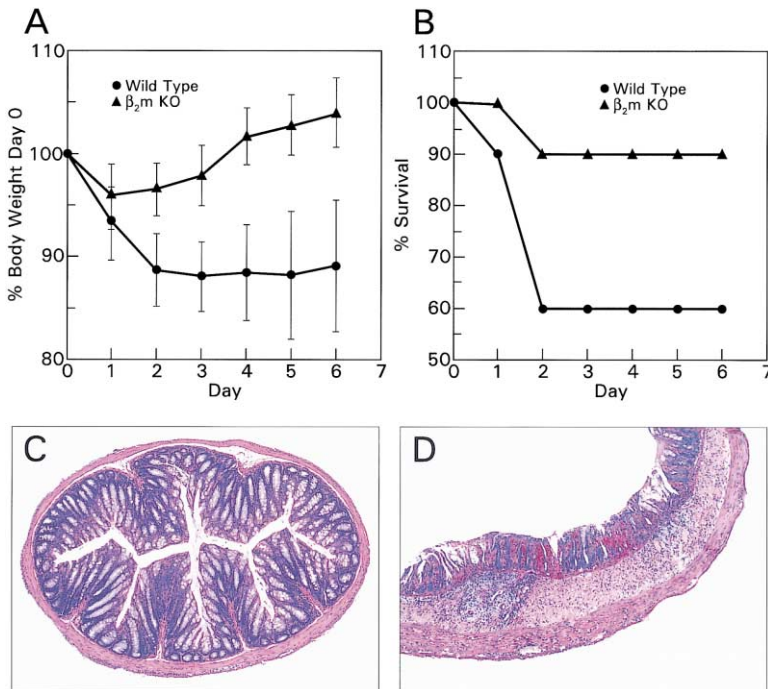 A
110
100
90
80
% Body Weight Day 0
Wild Type
β₂m KO
0 1 2 3 4 5 6 7
Day
B
110
100
90
80
70
60
50
% Survival
Wild Type
β₂m KO
0 1 2 3 4 5 6 7
Day
C
D